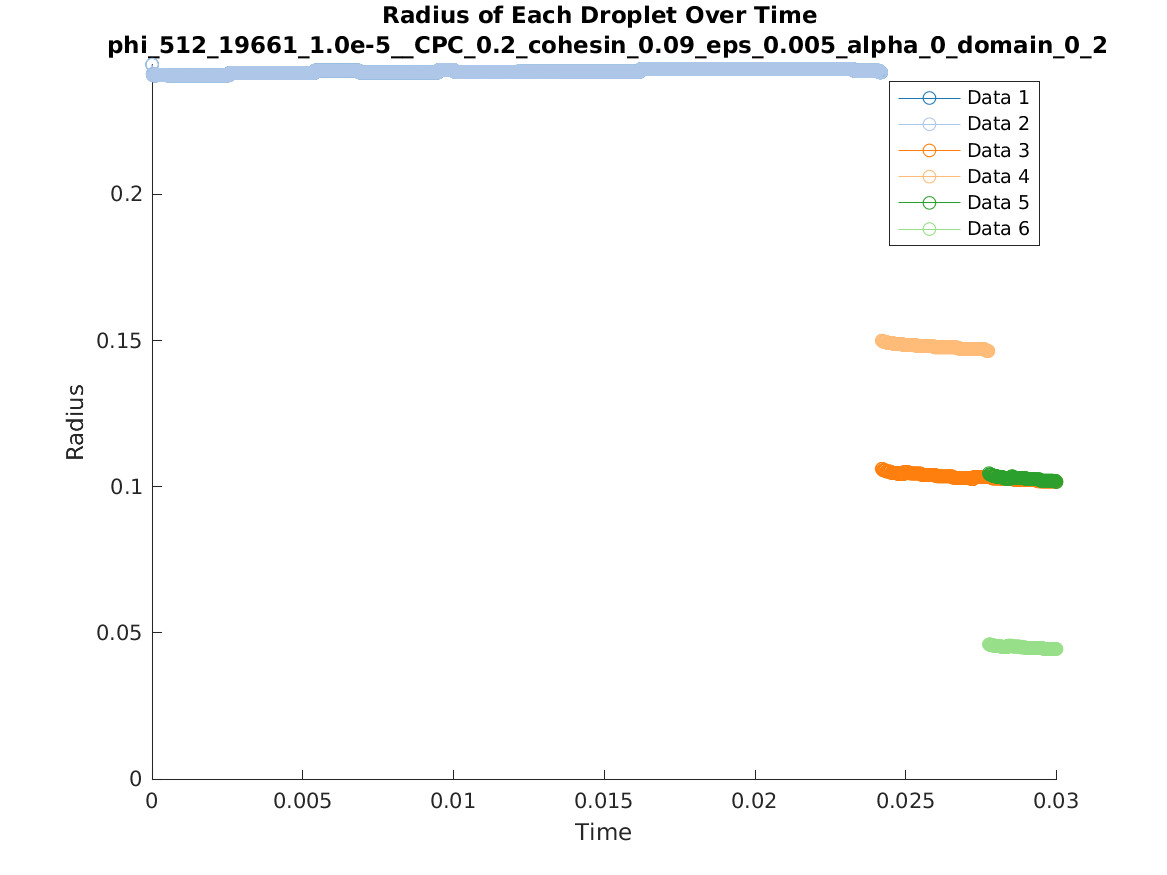 Radius of Each Droplet Over Time
phi_512_19661_1.0e-5__CPC_0.2_cohesin_0.09_eps_0.005_alpha_0_domain_0_2
Data 1
Data 2
Data 3
Data 4
Data 5
Data 6
0.2
0.15
0.1
0.05
0
Radius
0
0.005
0.01
0.015
0.02
0.025
0.03
Time